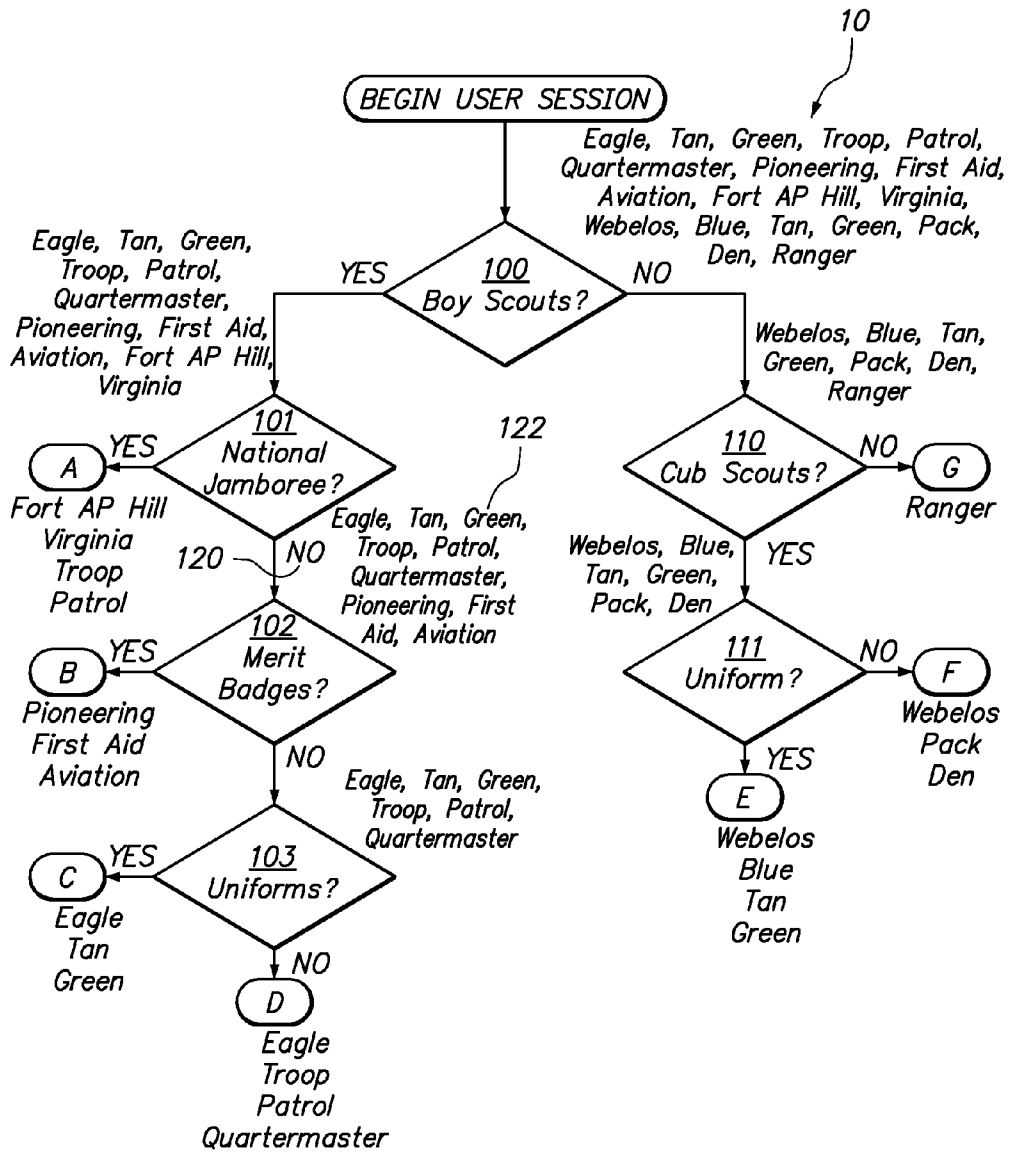 10
BEGIN USER SESSION
Eagle, Tan, Green, Troop, Patrol,
Quartermaster, Pioneering, First Aid,
Aviation, Fort AP Hill, Virginia,
Webelos, Blue, Tan, Green, Pack,
Den, Ranger
Eagle, Tan, Green,
Troop, Patrol,
Quartermaster,
Pioneering, First Aid,
Aviation, Fort AP Hill,
Virginia
YES
100
Boy Scouts?
NO
Webelos, Blue, Tan,
Green, Pack, Den,
Ranger
101
National
Jamboree?
YES
A
Fort AP Hill
Virginia
Troop
Patrol
122
Eagle, Tan, Green,
Troop, Patrol,
Quartermaster,
Pioneering, First
Aid, Aviation
120
NO
110
Cub Scouts?
NO
G
Ranger
YES
Webelos, Blue,
Tan, Green,
Pack, Den
102
Merit
Badges?
YES
B
Pioneering
First Aid
Aviation
NO
111
Uniform?
NO
F
Webelos
Pack
Den
YES
E
Webelos
Blue
Tan
Green
Eagle, Tan, Green,
Troop, Patrol,
Quartermaster
103
Uniforms?
YES
C
Eagle
Tan
Green
NO
D
Eagle
Troop
Patrol
Quartermaster